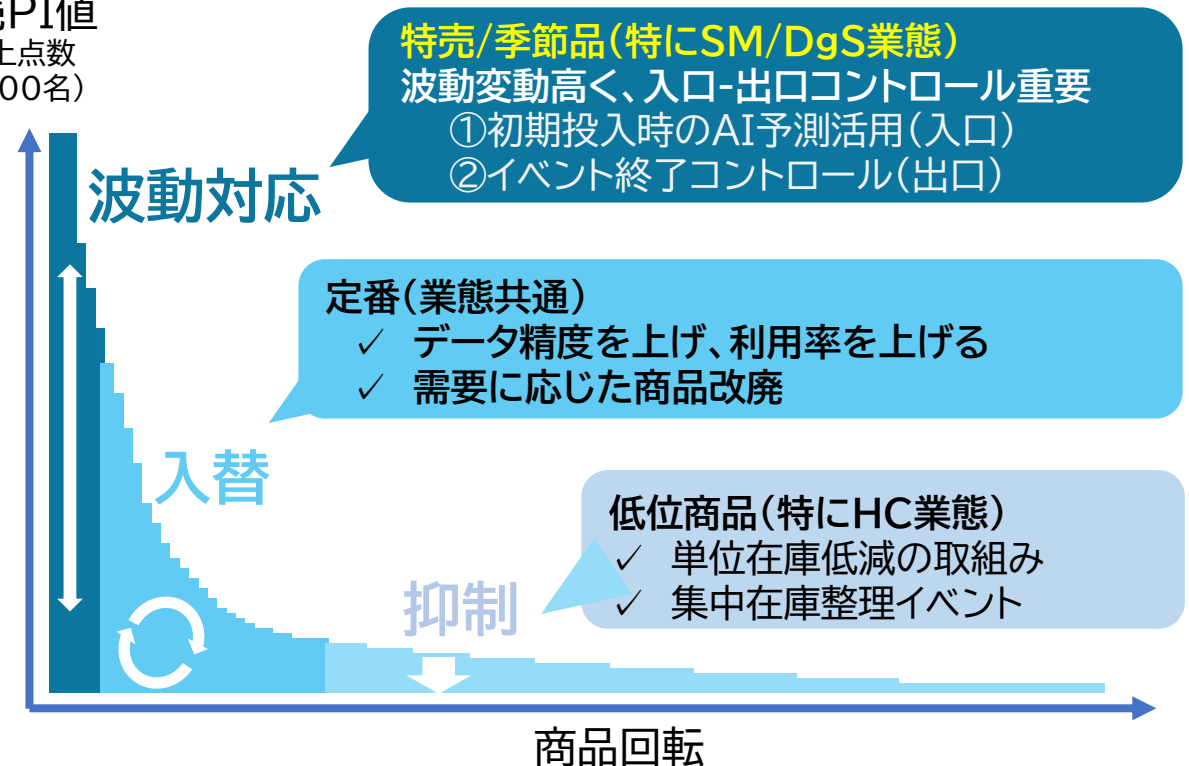 PI値
上点数
00名）
特売/季節品（特にSM/DgS業態）
波動変動高く、入口-出口コントロール重要
①初期投入時のAI予測活用（入口）
②イベント終了コントロール（出口）
波動対応
定番（業態共通）
✓ データ精度を上げ、利用率を上げる
✓ 需要に応じた商品改廃
入替
低位商品（特にHC業態）
✓ 単位在庫低減の取組み
✓ 集中在庫整理イベント
抑制
商品回転